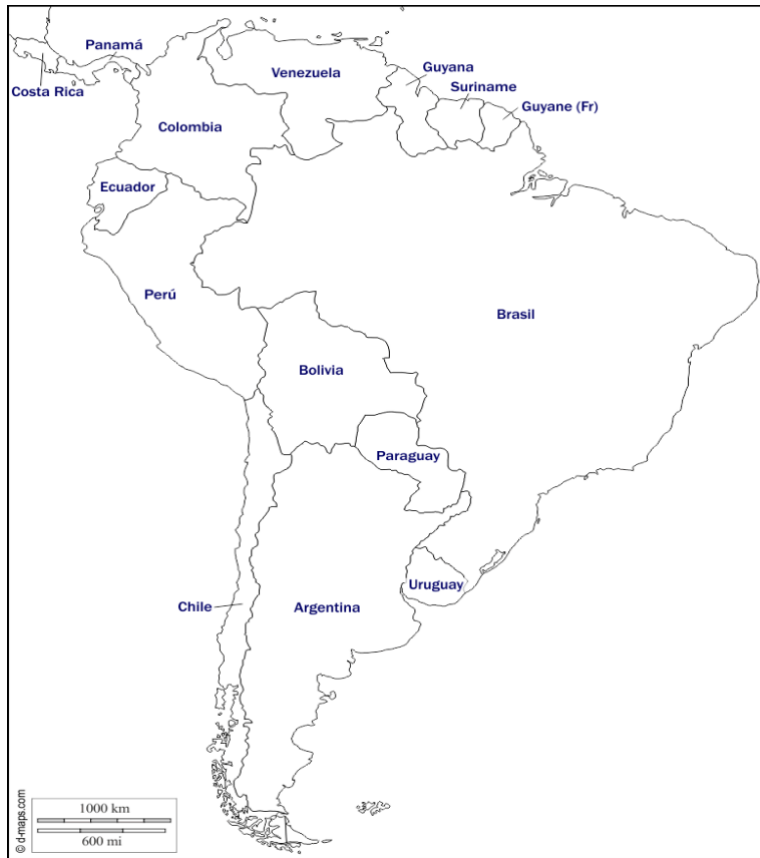 Panamá
Costa Rica
Venezuela
Guyana
Suriname
Guyane (Fr)
Colombia
Ecuador
Perú
Brasil
Bolivia
Paraguay
Uruguay
Chile
Argentina
1000 km
600 mi
© d-maps.com